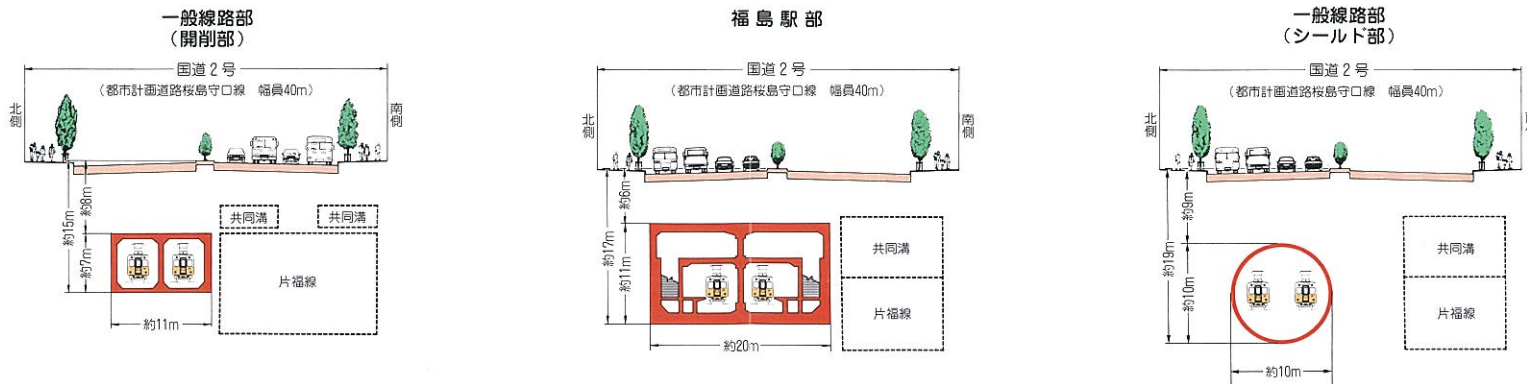 一般線路部
(開削部)
国道2号
(都市計画道路桜島守口線 幅員40m)
北側
南側
約15m
約8m
約7m
共同溝
共同溝
片福線
約11m
福島駅部
国道2号
(都市計画道路桜島守口線 幅員40m)
北側
南側
約17m
約6m
約11m
共同溝
片福線
約20m
一般線路部
(シールド部)
国道2号
(都市計画道路桜島守口線 幅員40m)
北側
約19m
約9m
約10m
共同溝
片福線
約10m